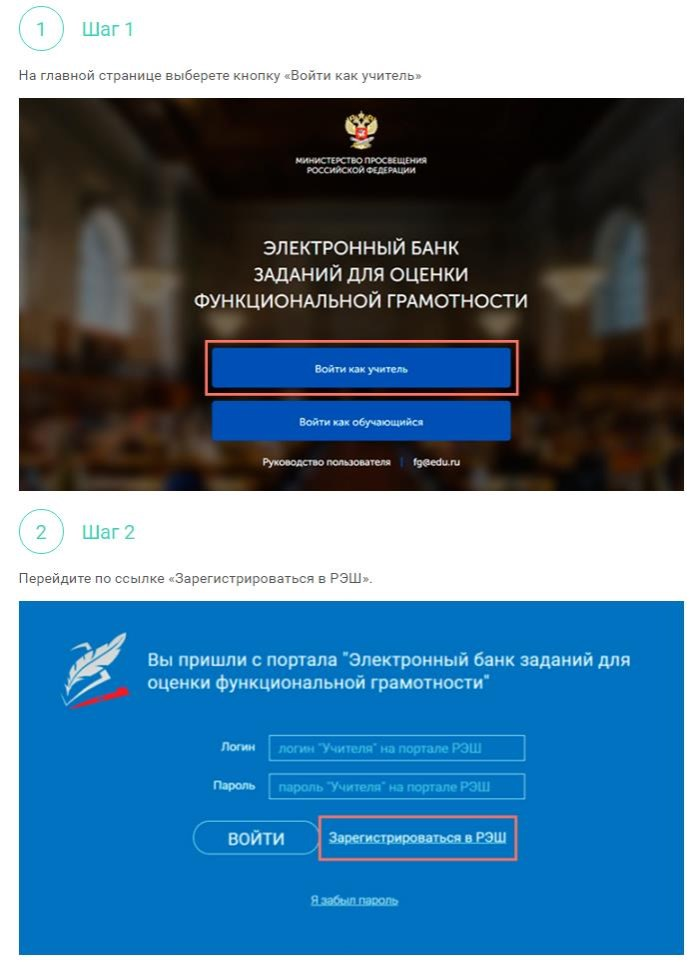 1 Шаг 1
На главной странице выберете кнопку «Войти как учитель»
МИНИСТЕРСТВО ПРОСВЕЩЕНИЯ
РОССИЙСКОЙ ФЕДЕРАЦИИ
ЭЛЕКТРОННЫЙ БАНК
ЗАДАНИЙ ДЛЯ ОЦЕНКИ
ФУНКЦИОНАЛЬНОЙ ГРАМОТНОСТИ
Войти как учитель
Войти как обучающийся
Руководство пользователя | fg@edu.ru
2 Шаг 2
Перейдите по ссылке «Зарегистрироваться в РЭШ».
Вы пришли с портала "Электронный банк заданий для
оценки функциональной грамотности"
Логин логин "Учителя" на портале РЭШ
Пароль пароль "Учителя" на портале РЭШ
ВОЙТИ Зарегистрироваться в РЭШ
Я забыл пароль